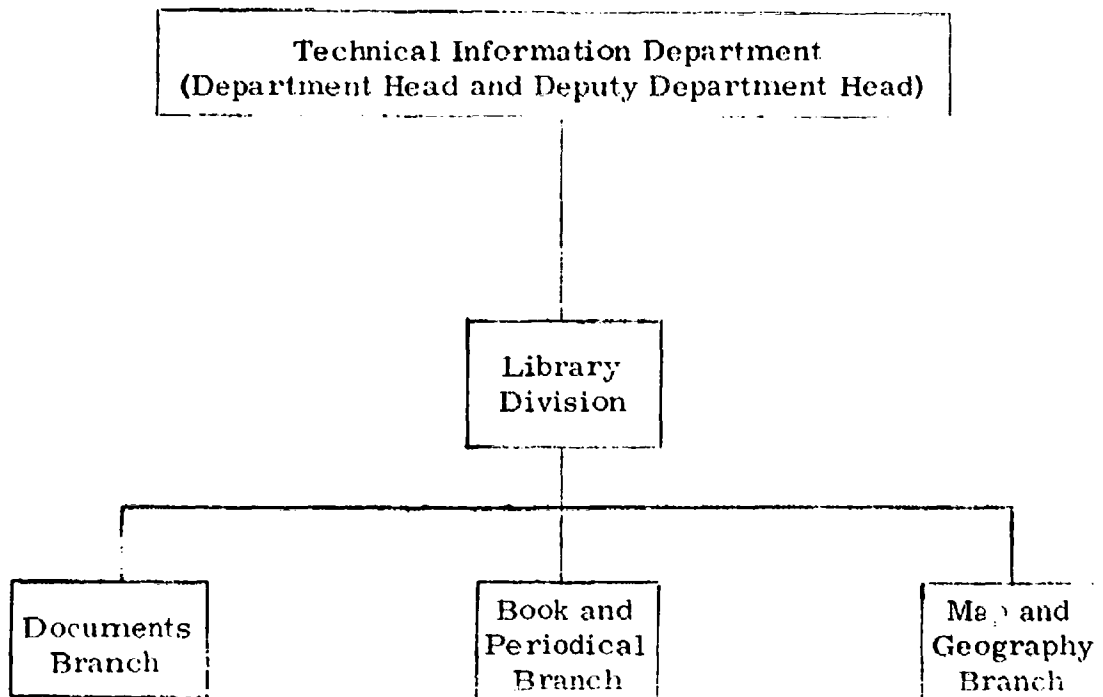 Technical Information Department
(Department Head and Deputy Department Head)
Library
Division
Documents
Branch
Book and
Periodical
Branch
Map and
Geography
Branch